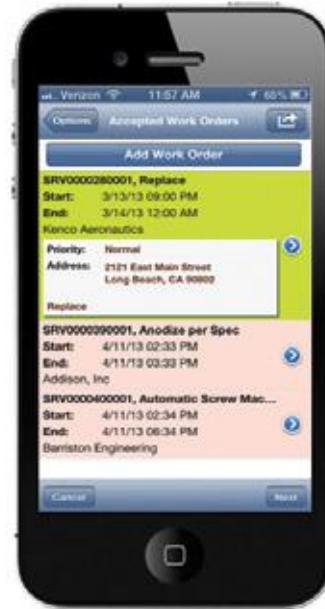 Verizon 11:57 AM 65%
Options Accepted Work Orders
Add Work Order
SRV0000280001, Replace
Start: 3/13/13 09:00 PM
End: 3/14/13 12:00 AM
Kenco Aeronautics
Priority: Normal
Address: 2121 East Main Street
Long Beach, CA 90802
Replace
SRV0000390001, Anodize per Spec
Start: 4/11/13 02:33 PM
End: 4/11/13 03:33 PM
Addison, Inc
SRV0000400001, Automatic Screw Mac...
Start: 4/11/13 02:34 PM
End: 4/11/13 06:34 PM
Barriston Engineering
Cancel Next